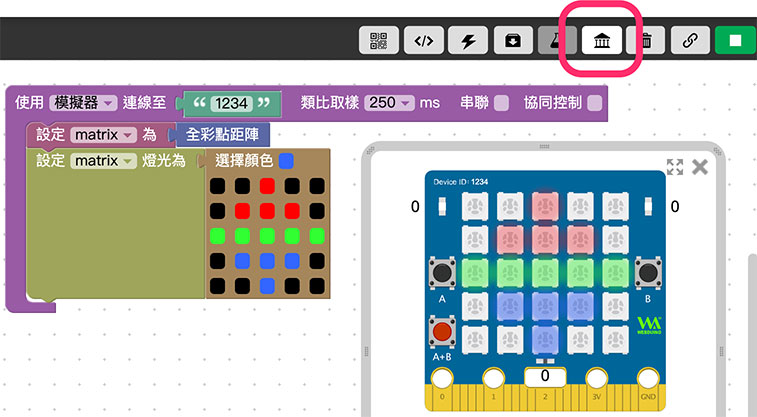 </>
使用 模擬器 連線至 “ 1234 ” 類比取樣 250 ms 串聯 協同控制
設定 matrix 為 全彩點距陣
設定 matrix 燈光為 選擇顏色
Device ID: 1234
0 0
A B
WEBDUINO
A+B
0
0 1 2 3V GND